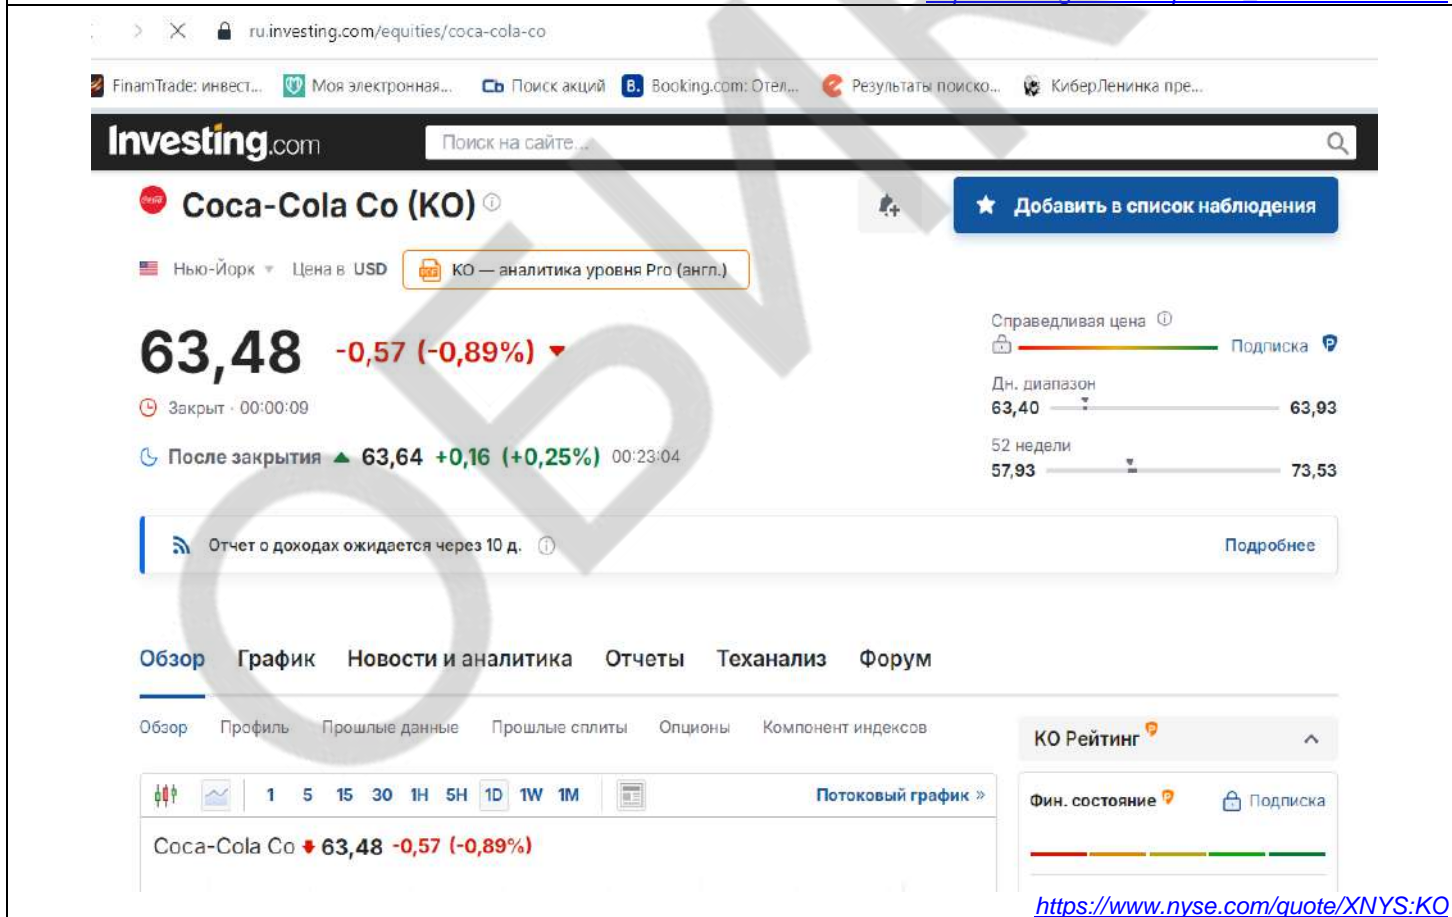 ru.investing.com/equities/coca-cola-co
FinamTrade: инвест... Моя электронная... Cb Поиск акций B. Booking.com: Отел... Результаты поиско... КиберЛенинка пре...
Investing.com Поиск на сайте...
Coca-Cola Co (KO) Добавить в список наблюдения
Нью-Йорк Цена в USD KO — аналитика уровня Pro (англ.)
63,48 -0,57 (-0,89%)
Справедливая цена
Подписка
Дн. диапазон
63,40 63,93
Закрыт · 00:00:09
52 недели
57,93 73,53
После закрытия 63,64 +0,16 (+0,25%) 00:23:04
Отчет о доходах ожидается через 10 д. Подробнее
Обзор График Новости и аналитика Отчеты Теханализ Форум
Обзор Профиль Прошлые данные Прошлые сплиты Опционы Компонент индексов
КО Рейтинг
1 5 15 30 1H 5H 1D 1W 1M Потоковый график »
Фин. состояние Подписка
Coca-Cola Co 63,48 -0,57 (-0,89%)
https://www.nyse.com/quote/XNYS:KO